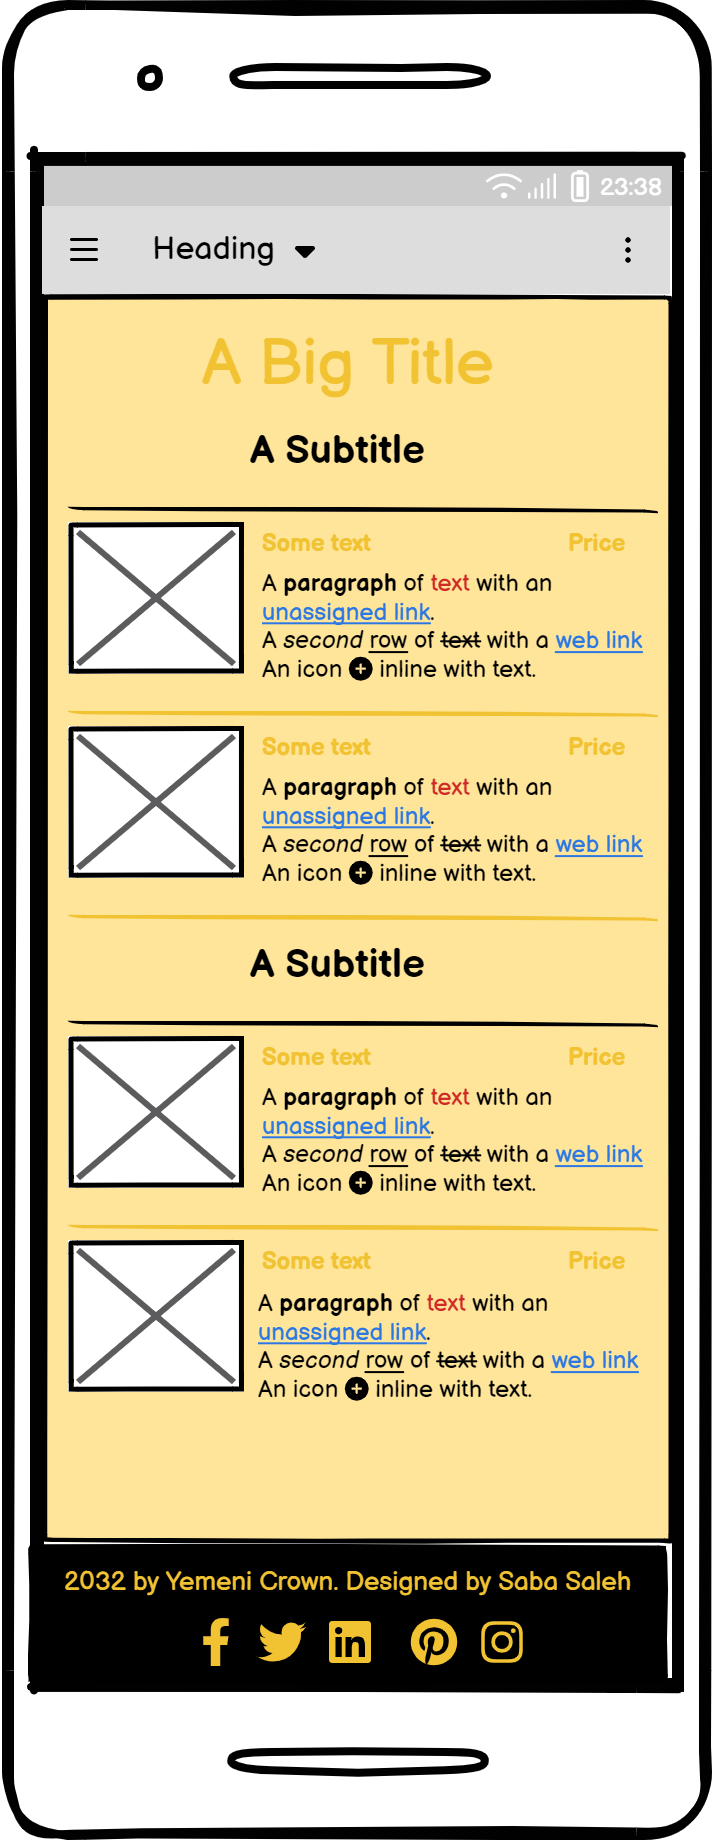 23:38
Heading
A Big Title
A Subtitle
Some text Price
A paragraph of text with an
unassigned link.
A second row of text with a web link
An icon inline with text.
Some text Price
A paragraph of text with an
unassigned link.
A second row of text with a web link
An icon inline with text.
A Subtitle
Some text Price
A paragraph of text with an
unassigned link.
A second row of text with a web link
An icon inline with text.
Some text Price
A paragraph of text with an
unassigned link.
A second row of text with a web link
An icon inline with text.
2032 by Yemeni Crown. Designed by Saba Saleh